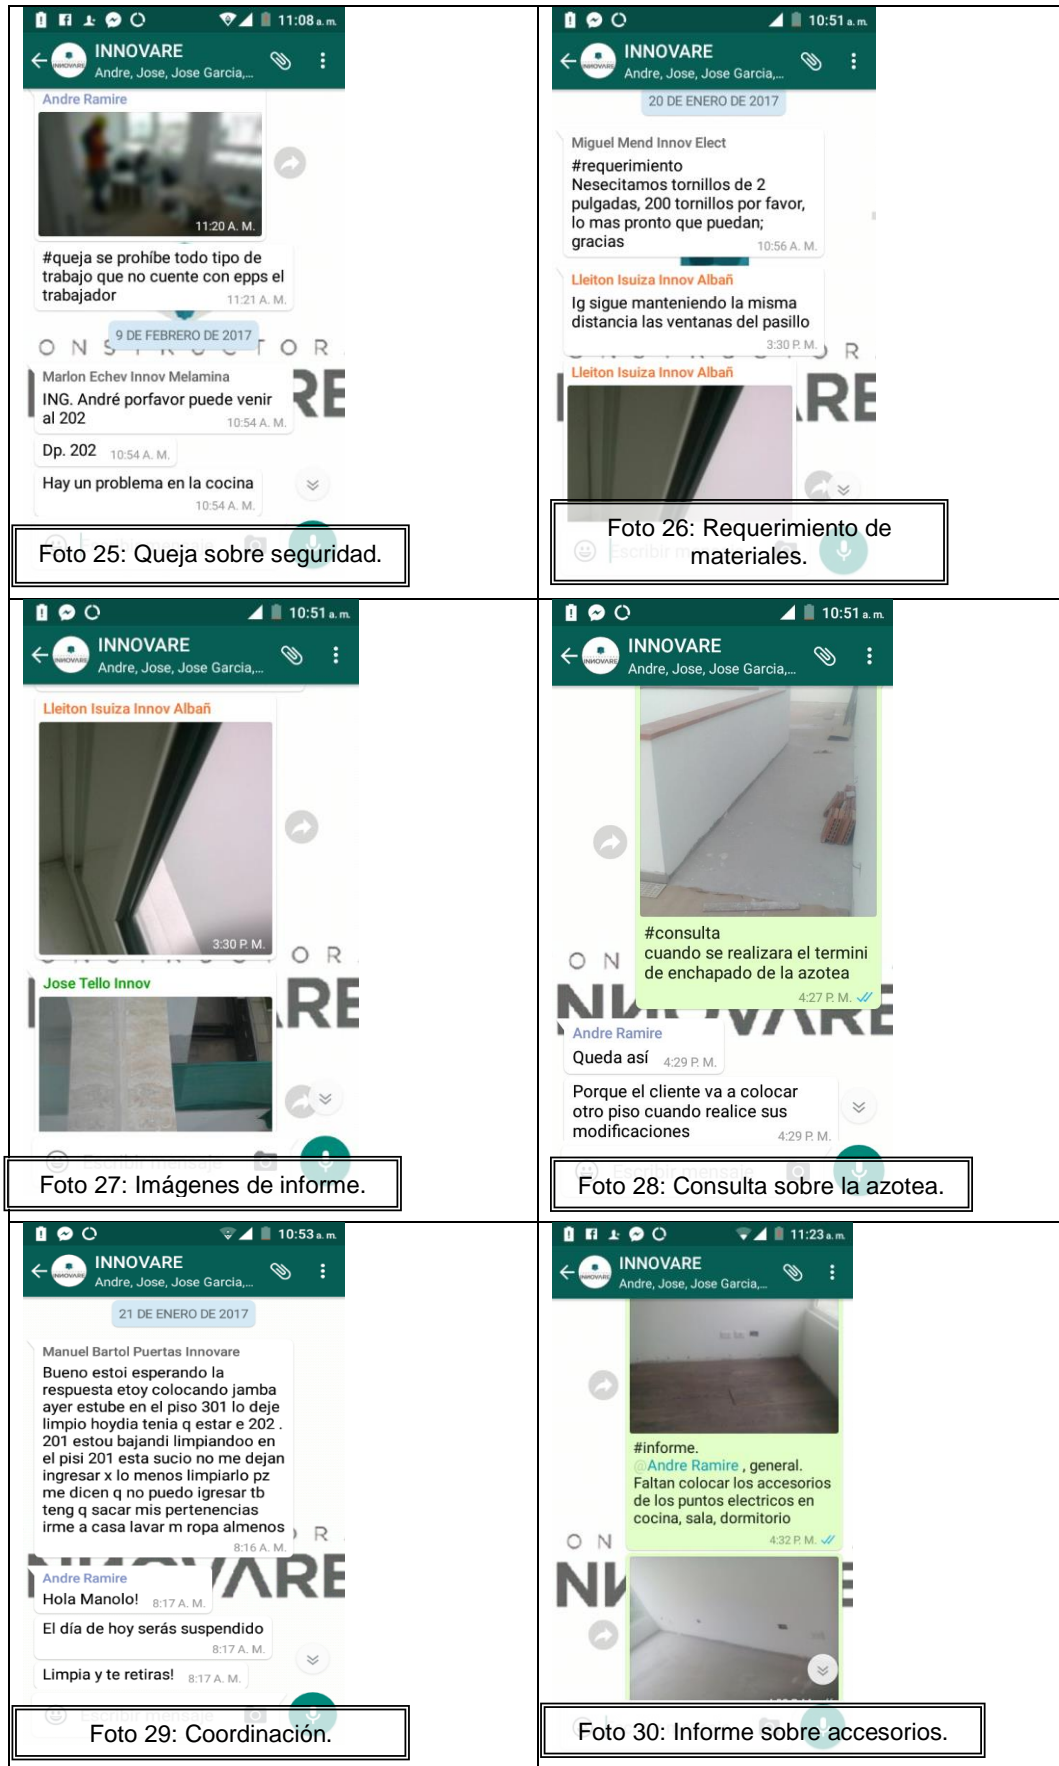 11:08 a. m.
INNOVARE
Andre, Jose, Jose Garcia,...
Andre Ramire
11:20 A. M.
#queja se prohíbe todo tipo de
trabajo que no cuente con epps el
trabajador
11:21 A. M.
9 DE FEBRERO DE 2017
Marlon Echev Innov Melamina
ING. André porfavor puede venir
al 202
10:54 A. M.
Dp. 202 10:54 A. M.
Hay un problema en la cocina
10:54 A. M.
Foto 25: Queja sobre seguridad.
10:51 a. m.
INNOVARE
Andre, Jose, Jose Garcia,...
20 DE ENERO DE 2017
Miguel Mend Innov Elect
#requerimiento
Nesecitamos tornillos de 2
pulgadas, 200 tornillos por favor,
lo mas pronto que puedan;
gracias
10:56 A. M.
Lleiton Isuiza Innov Albañ
Ig sigue manteniendo la misma
distancia las ventanas del pasillo
3:30 P. M.
Lleiton Isuiza Innov Albañ
Escribir mensaje
Foto 26: Requerimiento de
materiales.
10:51 a. m.
INNOVARE
Andre, Jose, Jose Garcia,...
Lleiton Isuiza Innov Albañ
3:30 P. M.
Jose Tello Innov
Escribir mensaje
Foto 27: Imágenes de informe.
10:51 a. m.
INNOVARE
Andre, Jose, Jose Garcia,...
#consulta
cuando se realizara el termini
de enchapado de la azotea
4:27 P. M.
Andre Ramire
Queda así 4:29 P. M.
Porque el cliente va a colocar
otro piso cuando realice sus
modificaciones
4:29 P. M.
Escribir mensaje
Foto 28: Consulta sobre la azotea.
10:53 a. m.
INNOVARE
Andre, Jose, Jose Garcia,...
21 DE ENERO DE 2017
Manuel Bartol Puertas Innovare
Bueno estoi esperando la
respuesta etoy colocando jamba
ayer estube en el piso 301 lo deje
limpio hoydia tenia q estar e 202 .
201 estou bajandi limpiandoo en
el pisi 201 esta sucio no me dejan
ingresar x lo menos limpiarlo pz
me dicen q no puedo igresar tb
teng q sacar mis pertenencias
irme a casa lavar m ropa almenos
8:16 A. M.
Andre Ramire
Hola Manolo! 8:17 A. M.
El día de hoy serás suspendido
8:17 A. M.
Limpia y te retiras! 8:17 A. M.
Escribir mensaje
Foto 29: Coordinación.
11:23 a. m.
INNOVARE
Andre, Jose, Jose Garcia,...
#informe.
@Andre Ramire , general.
Faltan colocar los accesorios
de los puntos electricos en
cocina, sala, dormitorio
4:32 P. M.
Foto 30: Informe sobre accesorios.